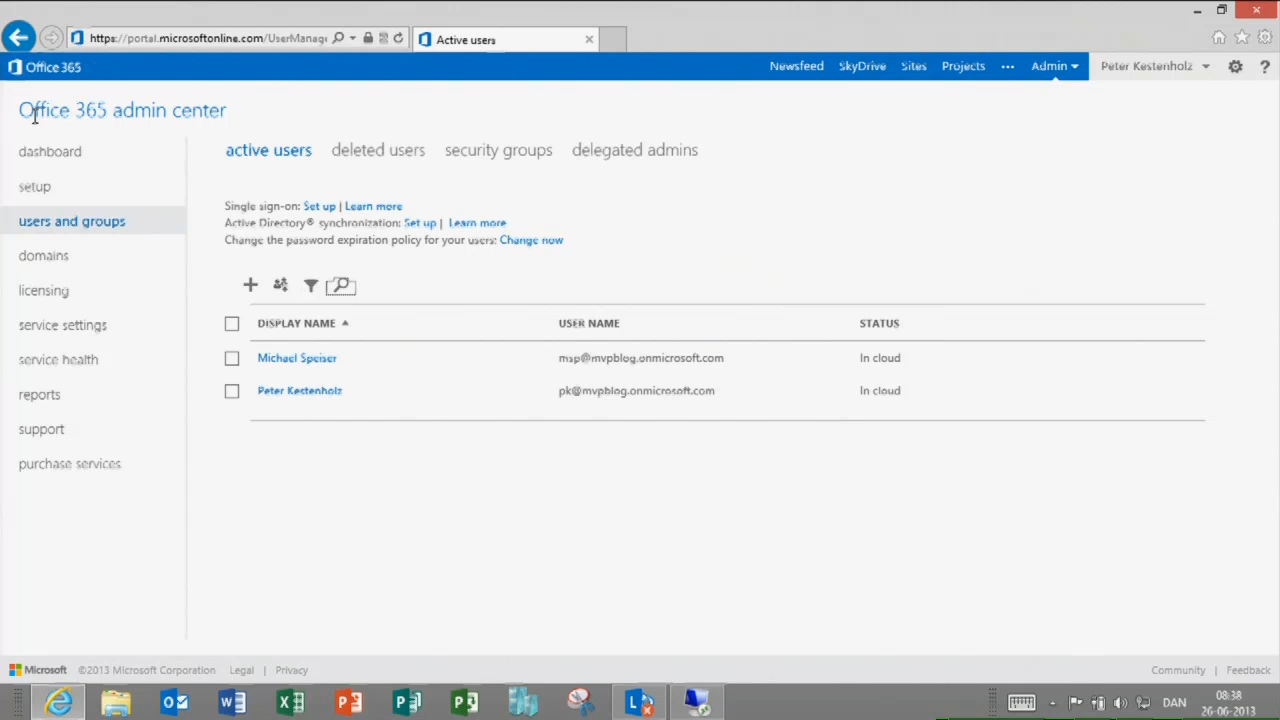 https://portal.microsoftonline.com/UserManage
Active users
Office 365
Newsfeed SkyDrive Sites Projects ••• Admin Peter Kestenholz ?
Office 365 admin center
dashboard
setup
users and groups
domains
licensing
service settings
service health
reports
support
purchase services
active users deleted users security groups delegated admins
Single sign-on: Set up | Learn more
Active Directory® synchronization: Set up | Learn more
Change the password expiration policy for your users: Change now
DISPLAY NAME USER NAME STATUS
Michael Speiser msp@mvpblog.onmicrosoft.com In cloud
Peter Kestenholz pk@mvpblog.onmicrosoft.com In cloud
Microsoft ©2013 Microsoft Corporation Legal | Privacy Community | Feedback
DAN
08:38
26-06-2013